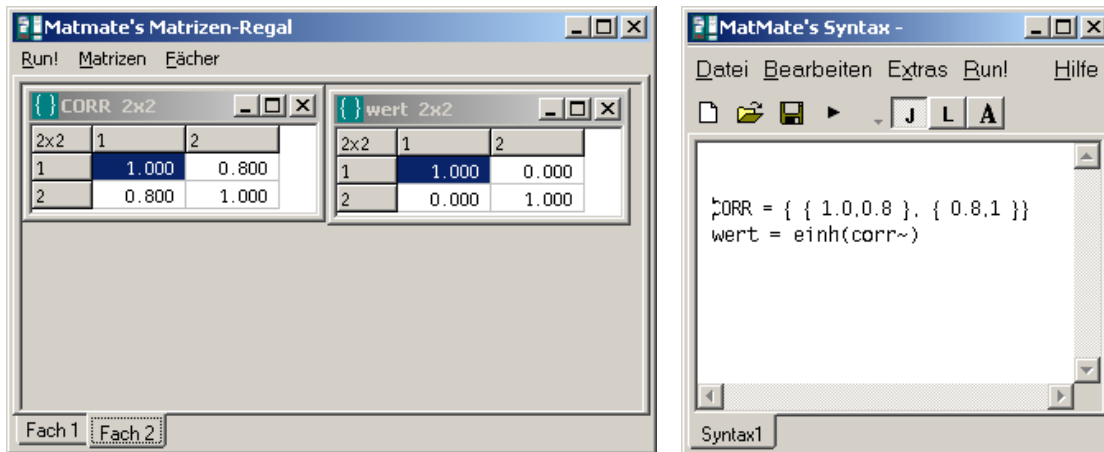 Matmate's Matrizen-Regal
Run! Matrizen Fächer
{ } CORR 2x2
2x2 1 2
1 1.000 0.800
2 0.800 1.000
{ } wert 2x2
2x2 1 2
1 1.000 0.000
2 0.000 1.000
Fach 1 Fach 2
MatMate's Syntax -
Datei Bearbeiten Extras Run! Hilfe
J L A
CORR = { { 1.0,0.8 }, { 0.8,1 }}
wert = einh(corr~)
Syntax1